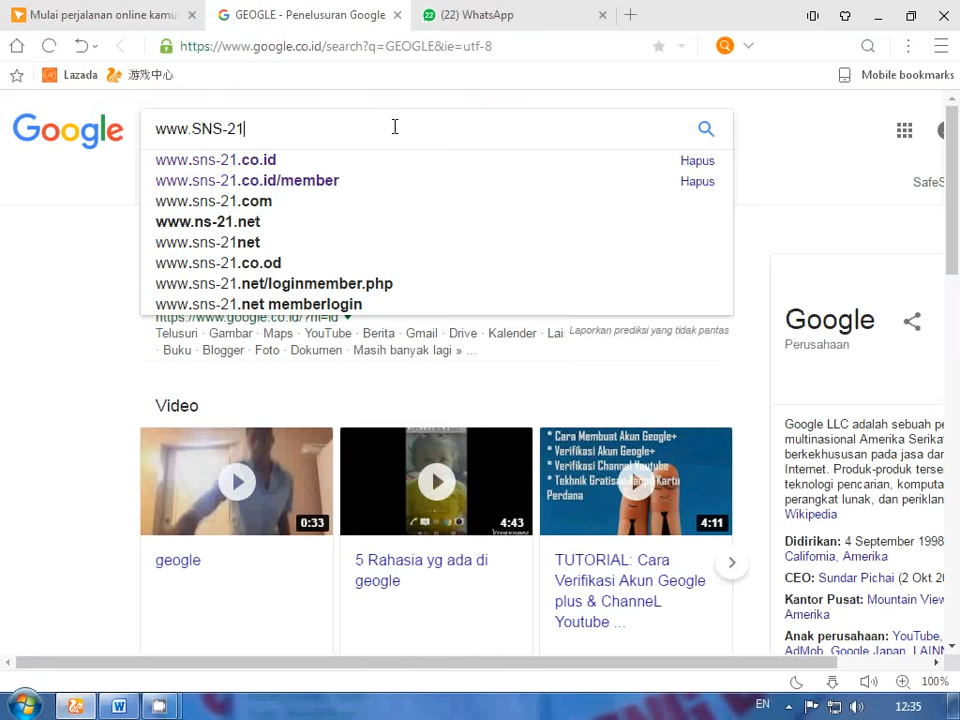 Mulai perjalanan online kamu
GEOGLE - Penelusuran Google
(22) WhatsApp
https://www.google.co.id/search?q=GEOGLE&ie=utf-8
Lazada
游戏中心
Mobile bookmarks
Google
www.SNS-21
www.sns-21.co.id
Hapus
www.sns-21.co.id/member
Hapus
www.sns-21.com
www.ns-21.net
www.sns-21net
www.sns-21.co.od
www.sns-21.net/loginmember.php
www.sns-21.net memberlogin
SafeS
https://www.google.co.id/?hl=id
Laporkan prediksi yang tidak pantas
Telusuri · Gambar · Maps · YouTube · Berita · Gmail · Drive · Kalender · Lai
· Buku · Blogger · Foto · Dokumen · Masih banyak lagi » ...
Video
0:33
geogle
4:43
5 Rahasia yg ada di
geogle
* Cara Membuat Akun Geogle+
* Verifikasi Akun Geogle+
* Verifikasi Channel Youtube
* Tekhnik Gratisan Tanpa Kartu
Perdana
4:11
TUTORIAL: Cara
Verifikasi Akun Geogle
plus & ChanneL
Youtube ...
Google
Perusahaan
Google LLC adalah sebuah pe
multinasional Amerika Serika
berkekhususan pada jasa da
Internet. Produk-produk terse
teknologi pencarian, komputa
perangkat lunak, dan periklan
Wikipedia
Didirikan: 4 September 1998
California, Amerika
CEO: Sundar Pichai (2 Okt 20
Kantor Pusat: Mountain View
Amerika
Anak perusahaan: YouTube,
AdMob, Google Japan, LAINN
100%
EN
12:35